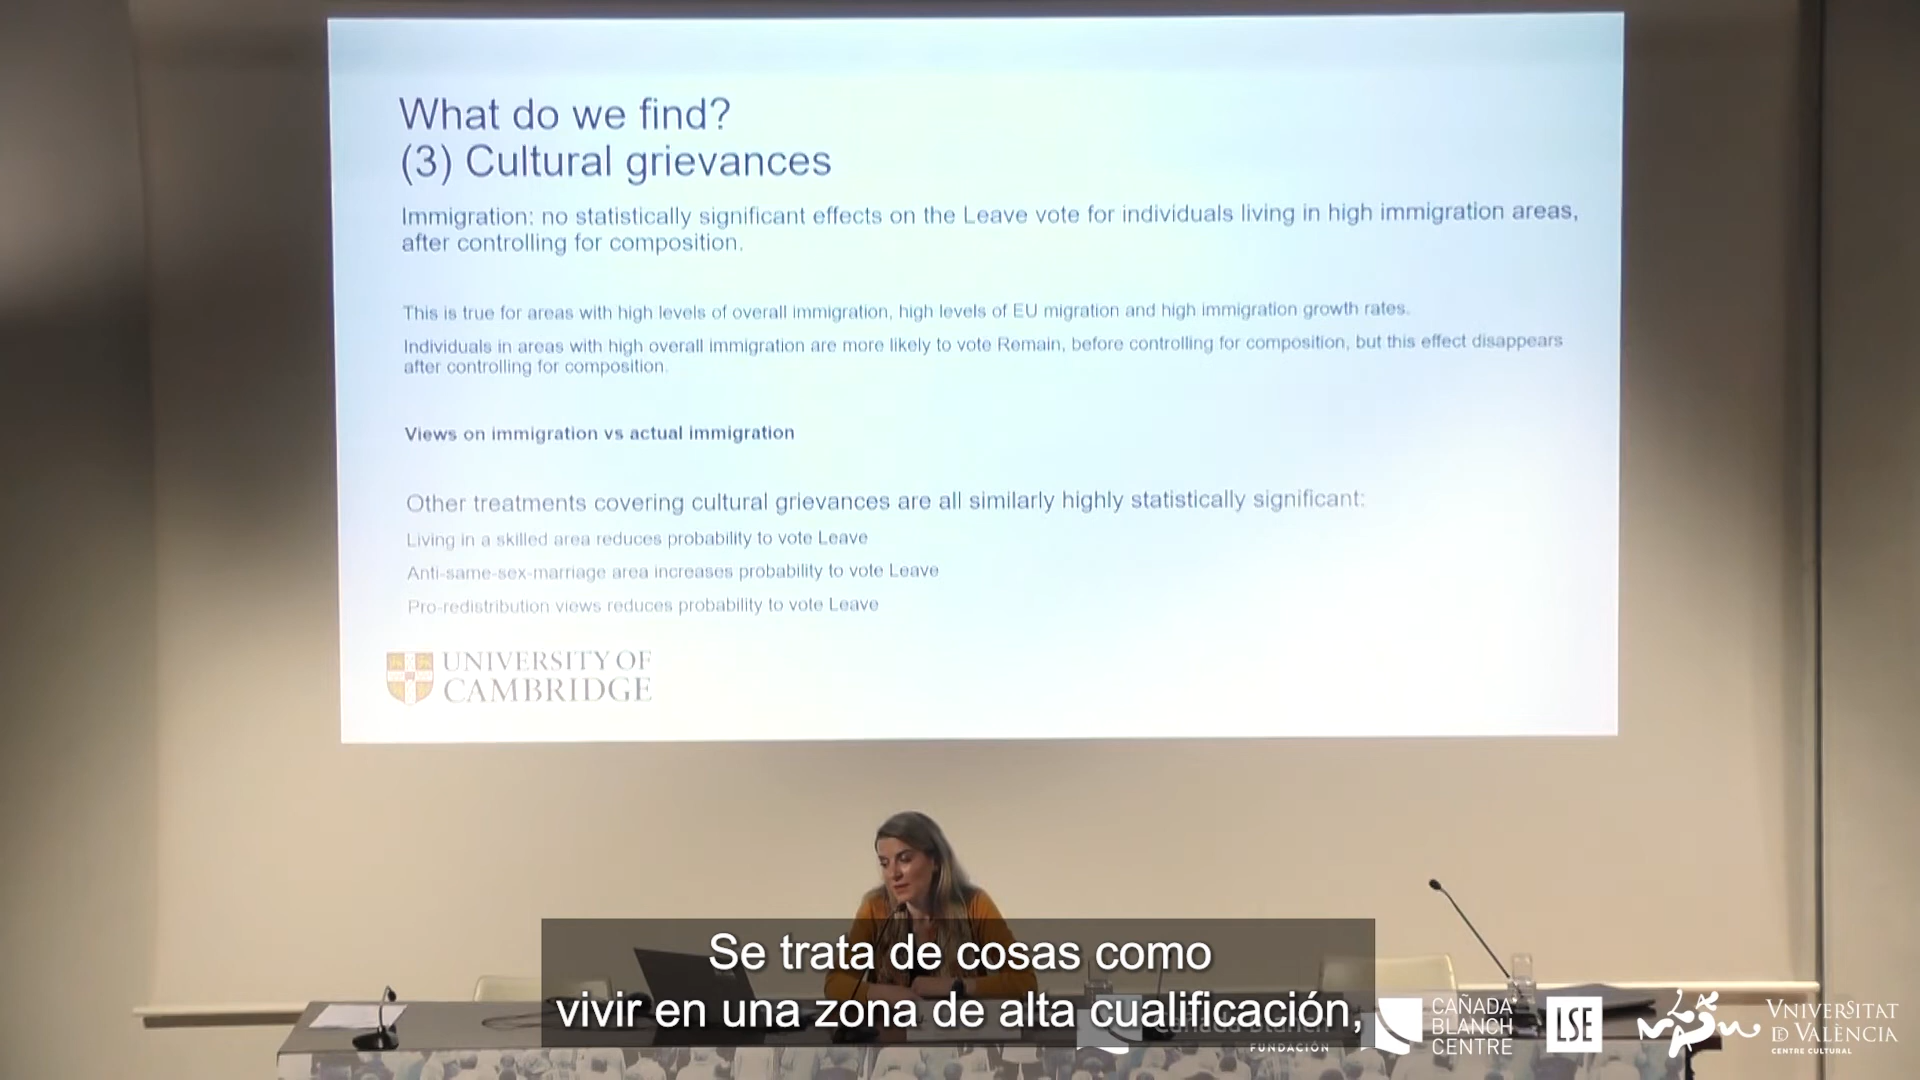 What do we find?
(3) Cultural grievances
Immigration: no statistically significant effects on the Leave vote for individuals living in high immigration areas,
after controlling for composition.
This is true for areas with high levels of overall immigration, high levels of EU migration and high immigration growth rates.
Individuals in areas with high overall immigration are more likely to vote Remain, before controlling for composition, but this effect disappears
after controlling for composition.
Views on immigration vs actual immigration
Other treatments covering cultural grievances are all similarly highly statistically significant:
Living in a skilled area reduces probability to vote Leave
Anti-same-sex-marriage area increases probability to vote Leave
Pro-redistribution views reduces probability to vote Leave
UNIVERSITY OF
CAMBRIDGE
Se trata de cosas como
vivir en una zona de alta cualificación,
FUNDACIÓN
CAÑADA
BLANCH
CENTRE
LSE
VNIVERSITAT
ID VALÈNCIA
CENTRE CULTURAL